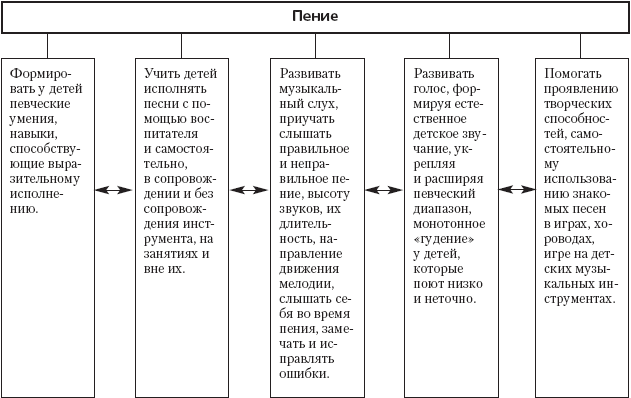 Пение
Формиро-
вать у детей
певческие
умения,
навыки,
способству-
ющие выра-
зительному
исполне-
нию.
Учить детей
исполнять
песни с по-
мощью вос-
питателя
и самостоя-
тельно,
в сопровож-
дении и без
сопровож-
дения инст-
румента, на
занятиях и
вне их.
Развивать
музыкаль-
ный слух,
приучать
слышать
правильное
и непра-
вильное пе-
ние, высоту
звуков, их
длитель-
ность, на-
правление
движения
мелодии,
слышать се-
бя во время
пения, заме-
чать и ис-
правлять
ошибки.
Развивать
голос, фор-
мируя есте-
ственное
детское зву-
чание, ук-
репляя
и расширяя
певческий
диапазон,
монотонное
«гудение»
у детей,
которые
поют низко
и неточно.
Помогать
проявлению
творческих
способнос-
тей, само-
стоятельно-
му
использова-
нию знако-
мых песен
в играх, хо-
роводах,
игре на дет-
ских музы-
кальных ин-
струментах.